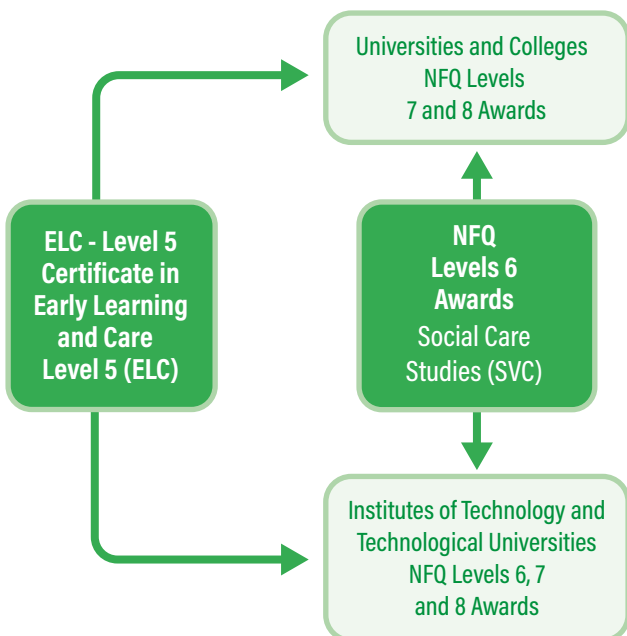 Universities and Colleges
NFQ Levels
7 and 8 Awards
ELC - Level 5
Certificate in
Early Learning
and Care
Level 5 (ELC)
NFQ
Levels 6
Awards
Social Care
Studies (SVC)
Institutes of Technology and
Technological Universities
NFQ Levels 6, 7
and 8 Awards